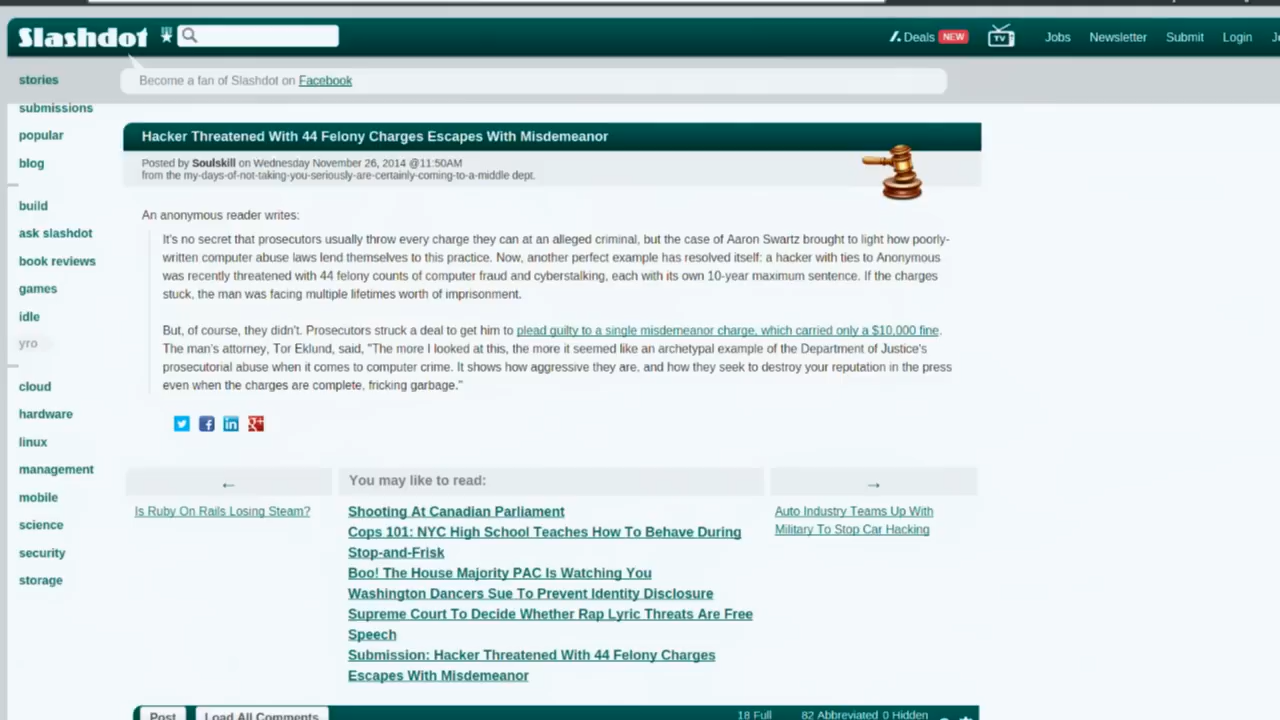 Slashdot
Deals NEW
TV
Jobs
Newsletter
Submit
Login
stories
submissions
popular
blog
build
ask slashdot
book reviews
games
idle
yro
cloud
hardware
linux
management
mobile
science
security
storage
Become a fan of Slashdot on Facebook
Hacker Threatened With 44 Felony Charges Escapes With Misdemeanor
Posted by Soulskill on Wednesday November 26, 2014 @11:50AM
from the my-days-of-not-taking-you-seriously-are-certainly-coming-to-a-middle dept.
An anonymous reader writes:
It's no secret that prosecutors usually throw every charge they can at an alleged criminal, but the case of Aaron Swartz brought to light how poorly-
written computer abuse laws lend themselves to this practice. Now, another perfect example has resolved itself: a hacker with ties to Anonymous
was recently threatened with 44 felony counts of computer fraud and cyberstalking, each with its own 10-year maximum sentence. If the charges
stuck, the man was facing multiple lifetimes worth of imprisonment.
But, of course, they didn't. Prosecutors struck a deal to get him to plead guilty to a single misdemeanor charge, which carried only a $10,000 fine.
The man's attorney, Tor Eklund, said, "The more I looked at this, the more it seemed like an archetypal example of the Department of Justice's
prosecutorial abuse when it comes to computer crime. It shows how aggressive they are, and how they seek to destroy your reputation in the press
even when the charges are complete, fricking garbage."
←
Is Ruby On Rails Losing Steam?
You may like to read:
Shooting At Canadian Parliament
Cops 101: NYC High School Teaches How To Behave During
Stop-and-Frisk
Boo! The House Majority PAC Is Watching You
Washington Dancers Sue To Prevent Identity Disclosure
Supreme Court To Decide Whether Rap Lyric Threats Are Free
Speech
Submission: Hacker Threatened With 44 Felony Charges
Escapes With Misdemeanor
→
Auto Industry Teams Up With
Military To Stop Car Hacking
Post
Load All Comments
18 Full
82 Abbreviated 0 Hidden